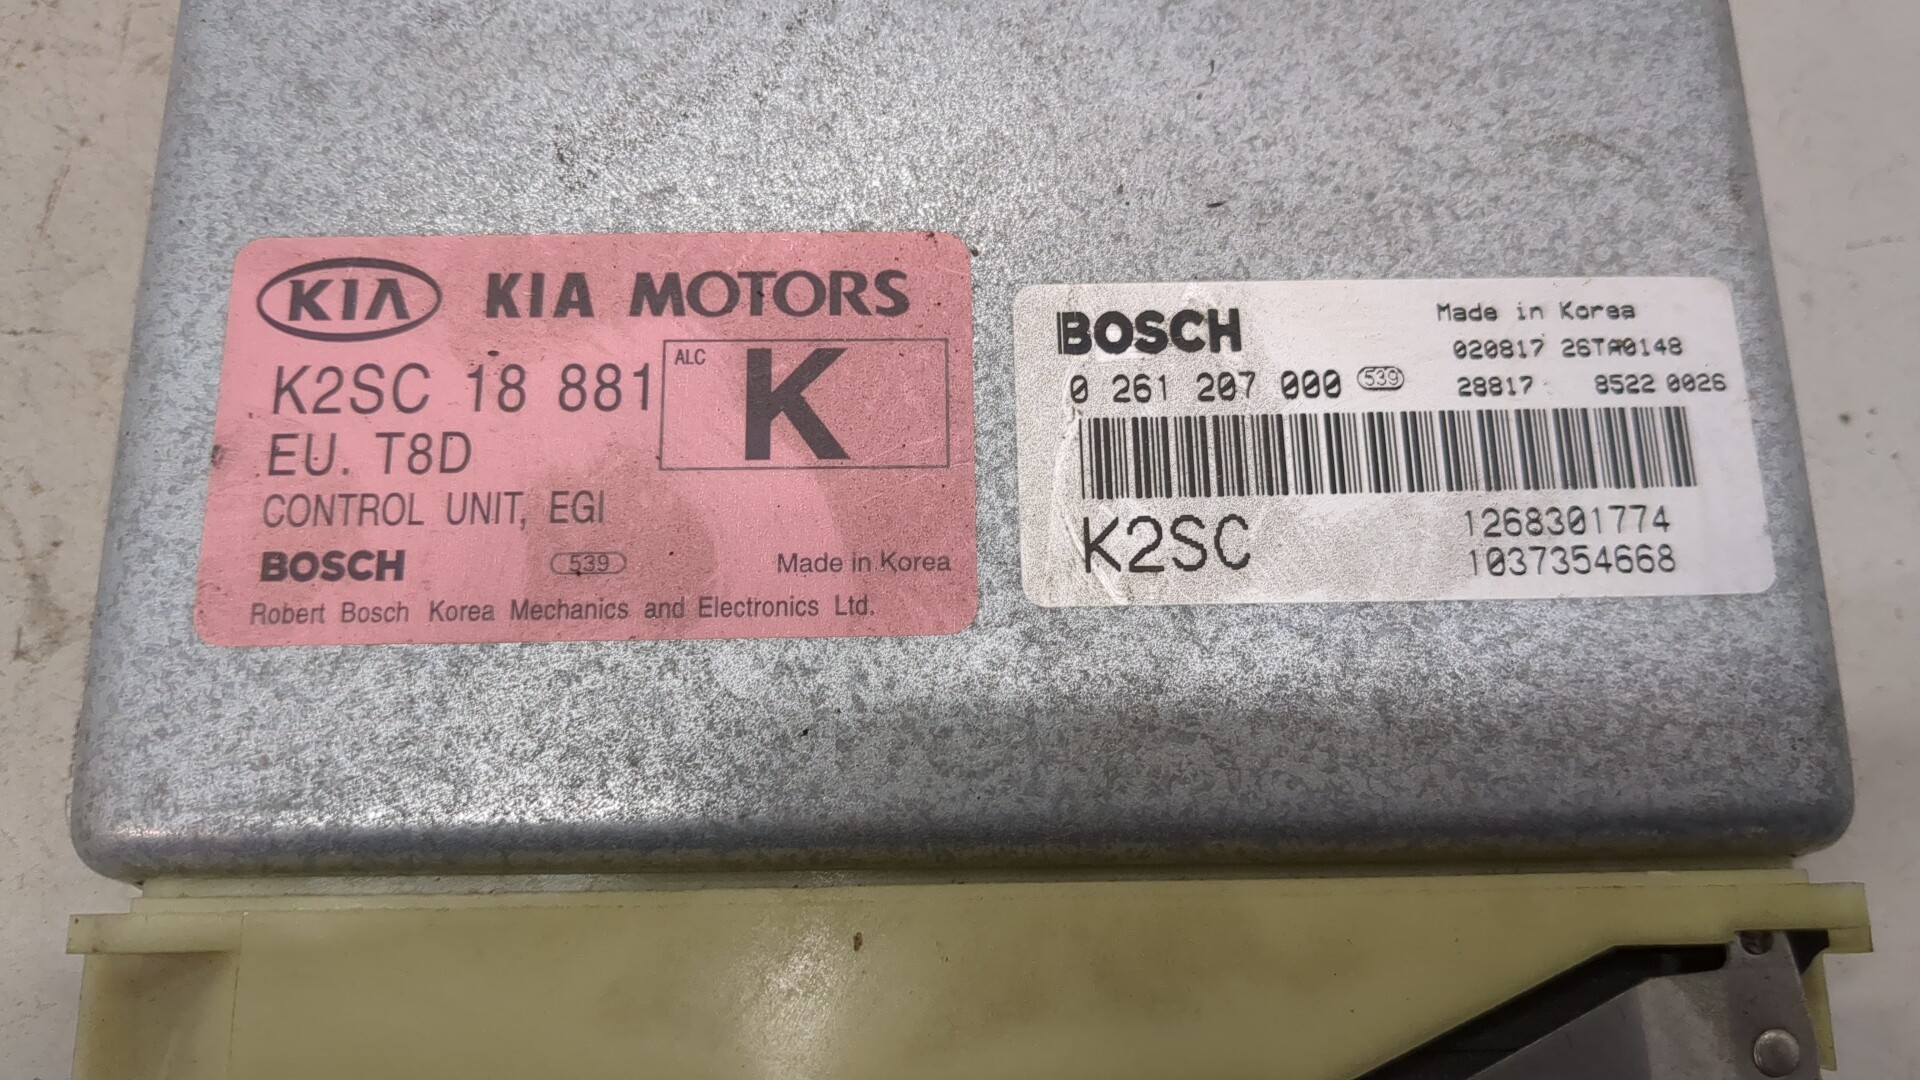 KIA KIA MOTORS
K2SC 18 881
ALC K
EU. T8D
CONTROL UNIT, EGI
BOSCH 539 Made in Korea
Robert Bosch Korea Mechanics and Electronics Ltd.
BOSCH Made in Korea
020817 26TA0148
0 261 207 000 539 28817 8522 0026
K2SC 1268301774
1037354668